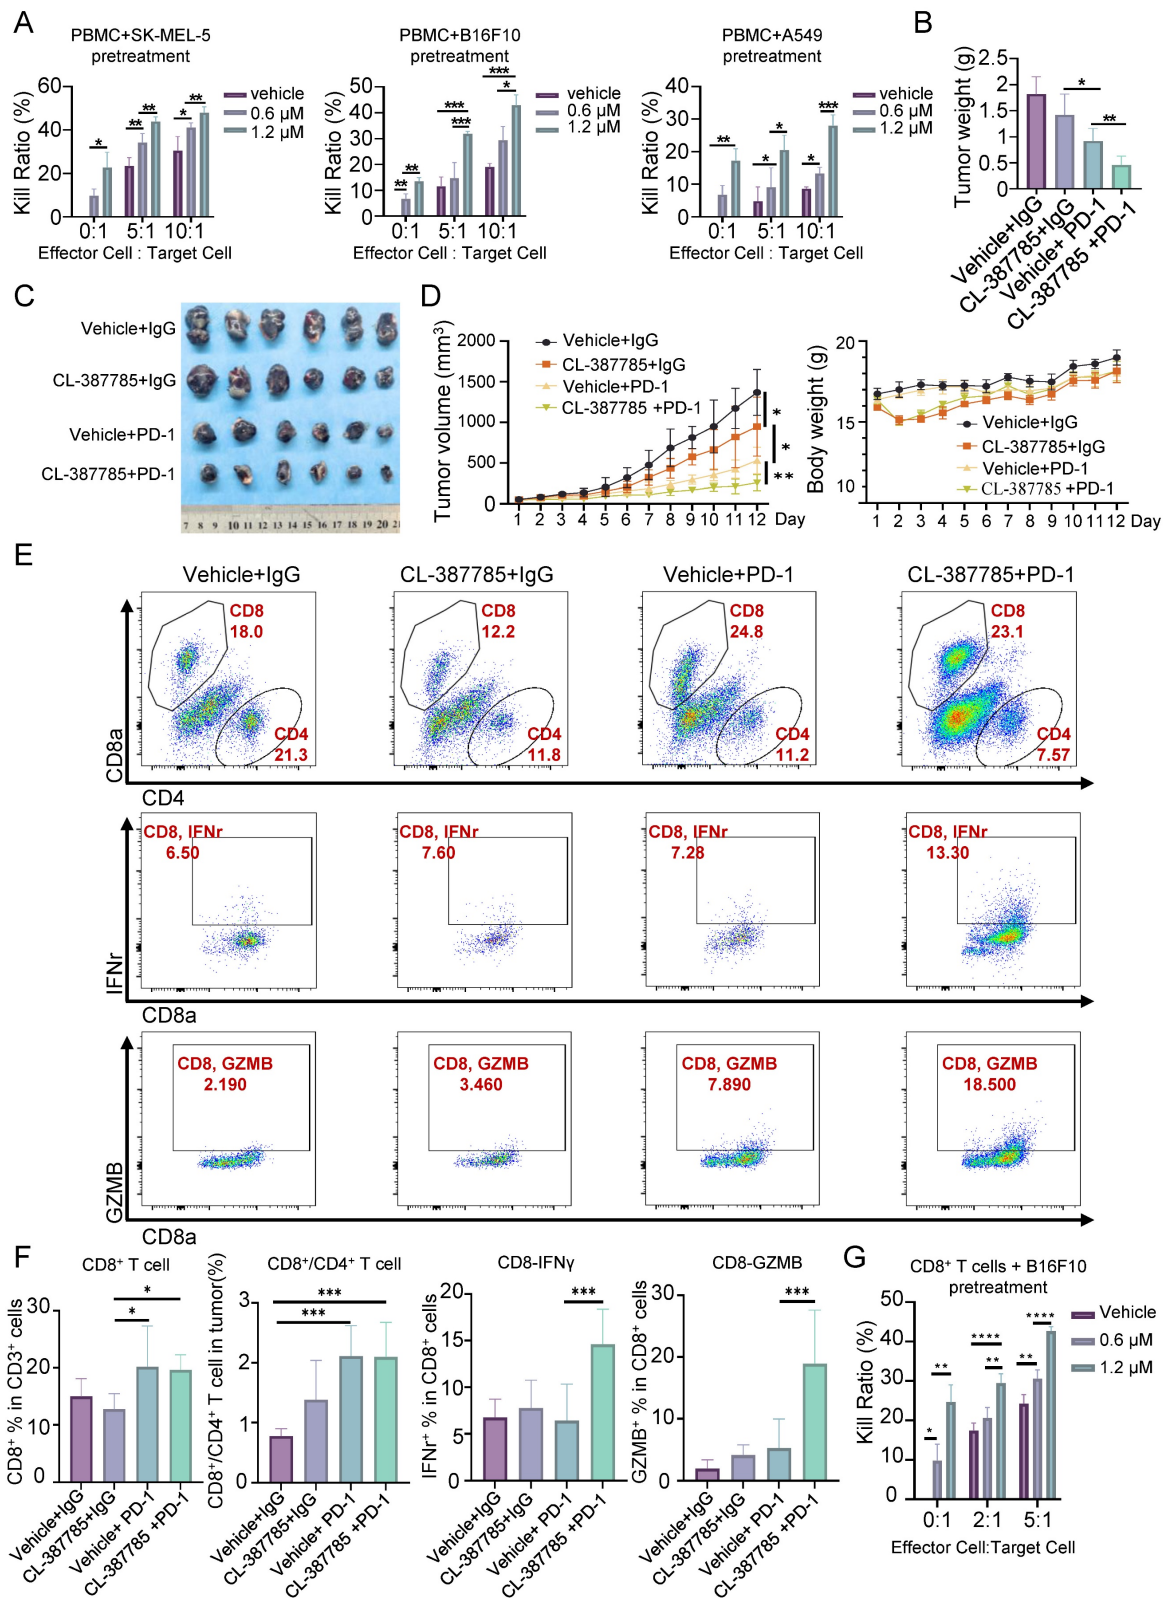 A
PBMC+SK-MEL-5
pretreatment
Kill Ratio (%)
60
40
20
0
0:1 5:1 10:1
Effector Cell : Target Cell
* ** ** * **
vehicle
0.6 µM
1.2 µM
PBMC+B16F10
pretreatment
Kill Ratio (%)
50
40
30
20
10
0
0:1 5:1 10:1
Effector Cell : Target Cell
** ** *** *** *** *
vehicle
0.6 µM
1.2 µM
PBMC+A549
pretreatment
Kill Ratio (%)
40
30
20
10
0
0:1 5:1 10:1
Effector Cell : Target Cell
** * * * ***
vehicle
0.6 µM
1.2 µM
B
Tumor weight (g)
2.5
2
1.5
1
0.5
0
*
**
Vehicle+IgG
CL-387785+IgG
Vehicle+ PD-1
CL-387785 +PD-1
C
Vehicle+IgG
CL-387785+IgG
Vehicle+PD-1
CL-387785+PD-1
7 8 9 10 11 12 13 14 15 16 17 18 19 20 21
D
Tumor volume (mm³)
2000
1500
1000
500
0
1 2 3 4 5 6 7 8 9 10 11 12 Day
Vehicle+IgG
CL-387785+IgG
Vehicle+PD-1
CL-387785 +PD-1
*
*
**
Body weight (g)
20
15
10
1 2 3 4 5 6 7 8 9 10 11 12 Day
Vehicle+IgG
CL-387785+IgG
Vehicle+PD-1
CL-387785 +PD-1
E
Vehicle+IgG CL-387785+IgG Vehicle+PD-1 CL-387785+PD-1
CD8a
CD8 CD8 CD8 CD8
18.0 12.2 24.8 23.1
CD4 CD4 CD4 CD4
21.3 11.8 11.2 7.57
CD4
IFNr
CD8, IFNr CD8, IFNr CD8, IFNr CD8, IFNr
6.50 7.60 7.28 13.30
CD8a
GZMB
CD8, GZMB CD8, GZMB CD8, GZMB CD8, GZMB
2.190 3.460 7.890 18.500
CD8a
F
CD8⁺ T cell
CD8⁺ % in CD3⁺ cells
30
20
10
0
*
*
Vehicle+IgG
CL-387785+IgG
Vehicle+ PD-1
CL-387785 +PD-1
CD8⁺/CD4⁺ T cell
CD8⁺/CD4⁺ T cell in tumor(%)
3
2
1
0
***
***
Vehicle+IgG
CL-387785+IgG
Vehicle+ PD-1
CL-387785 +PD-1
CD8-IFNγ
IFNr⁺ % in CD8⁺ cells
20
15
10
5
0
***
Vehicle+IgG
CL-387785+IgG
Vehicle+ PD-1
CL-387785 +PD-1
CD8-GZMB
GZMB⁺ % in CD8⁺ cells
30
20
10
0
***
Vehicle+IgG
CL-387785+IgG
Vehicle+ PD-1
CL-387785 +PD-1
G
CD8⁺ T cells + B16F10
pretreatment
Kill Ratio (%)
50
40
30
20
10
0
0:1 2:1 5:1
Effector Cell:Target Cell
* ** **** ** ** ****
Vehicle
0.6 µM
1.2 µM